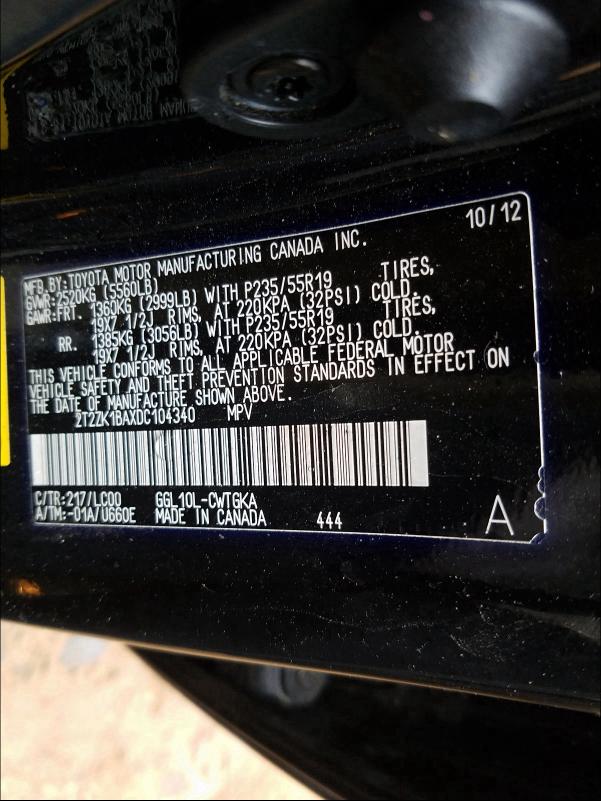 10/12
MFG.BY:TOYOTA MOTOR MANUFACTURING CANADA INC.
GVWR:2520KG (5560LB)
GAWR:FRT. 1360KG (2999LB) WITH P235/55R19 TIRES,
19X7 1/2J RIMS, AT 220KPA (32PSI) COLD.
RR. 1385KG (3056LB) WITH P235/55R19 TIRES,
19X7 1/2J RIMS, AT 220KPA (32PSI) COLD.
THIS VEHICLE CONFORMS TO ALL APPLICABLE FEDERAL MOTOR
VEHICLE SAFETY AND THEFT PREVENTION STANDARDS IN EFFECT ON
THE DATE OF MANUFACTURE SHOWN ABOVE.
2T2ZK1BAXDC104340 MPV
C/TR:217/LC00 GGL10L-CWTGKA
A/TM:-01A/U660E MADE IN CANADA 444 A